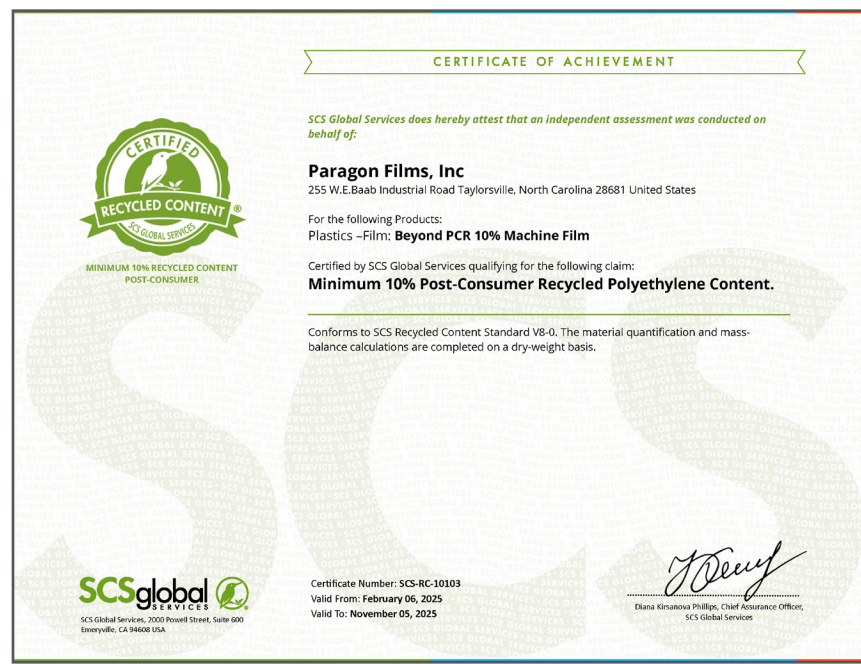 CERTIFICATE OF ACHIEVEMENT
SCS Global Services does hereby attest that an independent assessment was conducted on
behalf of:
CERTIFIED
RECYCLED CONTENT ®
SCS GLOBAL SERVICES
MINIMUM 10% RECYCLED CONTENT
POST-CONSUMER
Paragon Films, Inc
255 W.E.Baab Industrial Road Taylorsville, North Carolina 28681 United States
For the following Products:
Plastics –Film: Beyond PCR 10% Machine Film
Certified by SCS Global Services qualifying for the following claim:
Minimum 10% Post-Consumer Recycled Polyethylene Content.
Conforms to SCS Recycled Content Standard V8-0. The material quantification and mass-
balance calculations are completed on a dry-weight basis.
SCSglobal
SERVICES
SCS Global Services, 2000 Powell Street, Suite 600
Emeryville, CA 94608 USA
Certificate Number: SCS-RC-10103
Valid From: February 06, 2025
Valid To: November 05, 2025
Diana Kirsanova Phillips, Chief Assurance Officer,
SCS Global Services